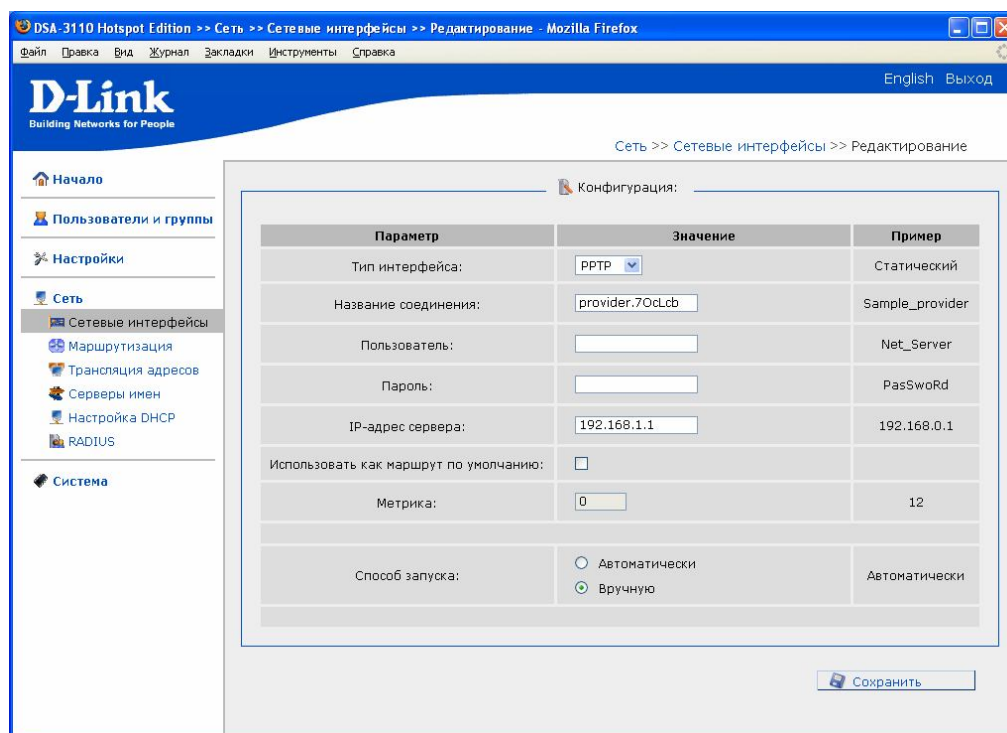 DSA-3110 Hotspot Edition >> Сеть >> Сетевые интерфейсы >> Редактирование - Mozilla Firefox
Файл Правка Вид Журнал Закладки Инструменты Справка
English Выход
D-Link
Building Networks for People
Сеть >> Сетевые интерфейсы >> Редактирование
Начало
Пользователи и группы
Настройки
Сеть
Сетевые интерфейсы
Маршрутизация
Трансляция адресов
Серверы имен
Настройка DHCP
RADIUS
Система
Конфигурация:
Параметр Значение Пример
Тип интерфейса: PPTP Статический
Название соединения: provider.7OcLcb Sample_provider
Пользователь: Net_Server
Пароль: PasSwoRd
IP-адрес сервера: 192.168.1.1 192.168.0.1
Использовать как маршрут по умолчанию:
Метрика: 0 12
Способ запуска: Автоматически Автоматически
Вручную
Сохранить